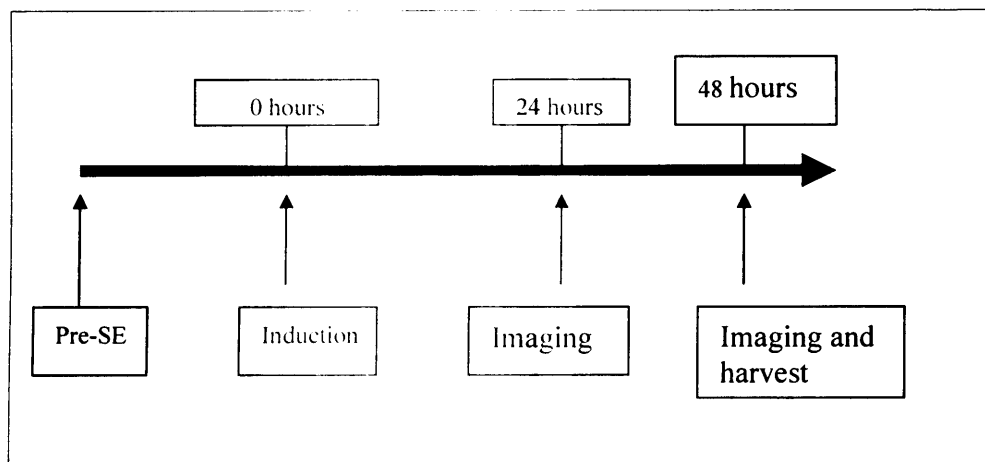 0 hours
24 hours
48 hours
Pre-SE
Induction
Imaging
Imaging and
harvest